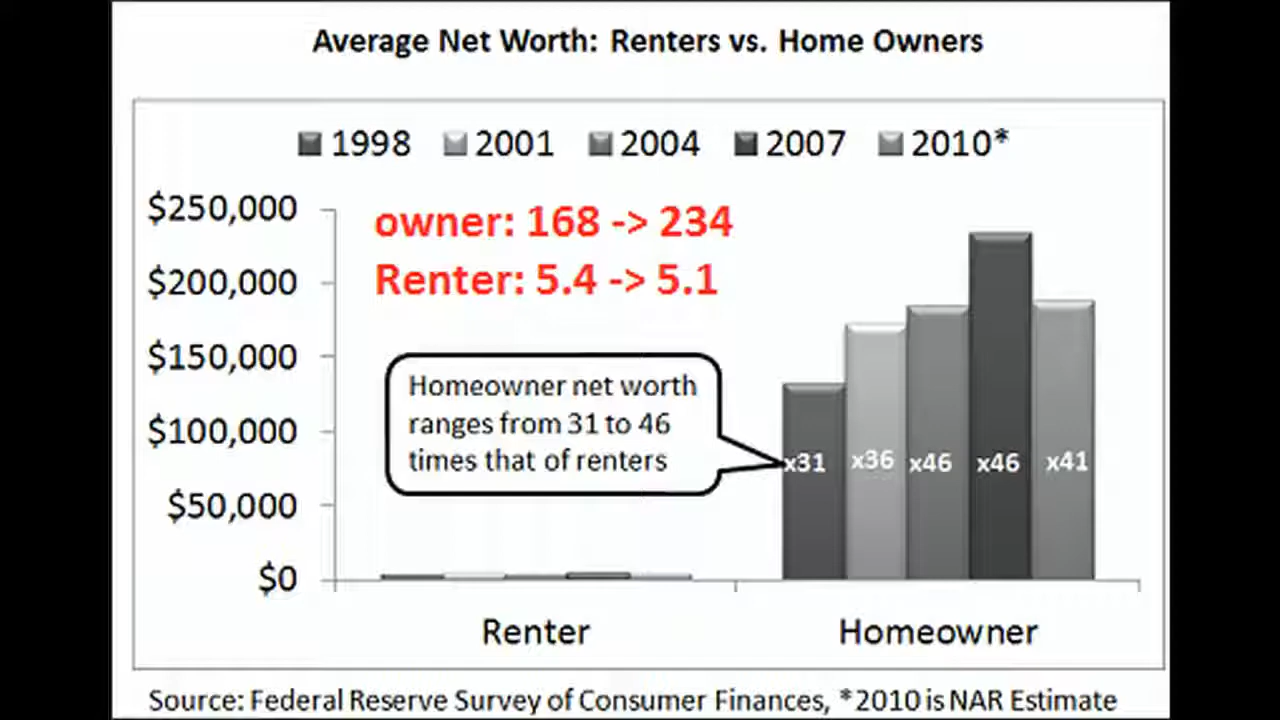 Average Net Worth: Renters vs. Home Owners
1998 2001 2004 2007 2010*
$250,000
owner: 168 -> 234
$200,000
Renter: 5.4 -> 5.1
$150,000
Homeowner net worth
ranges from 31 to 46
times that of renters
$100,000
x31 x36 x46 x46 x41
$50,000
$0
Renter Homeowner
Source: Federal Reserve Survey of Consumer Finances, *2010 is NAR Estimate